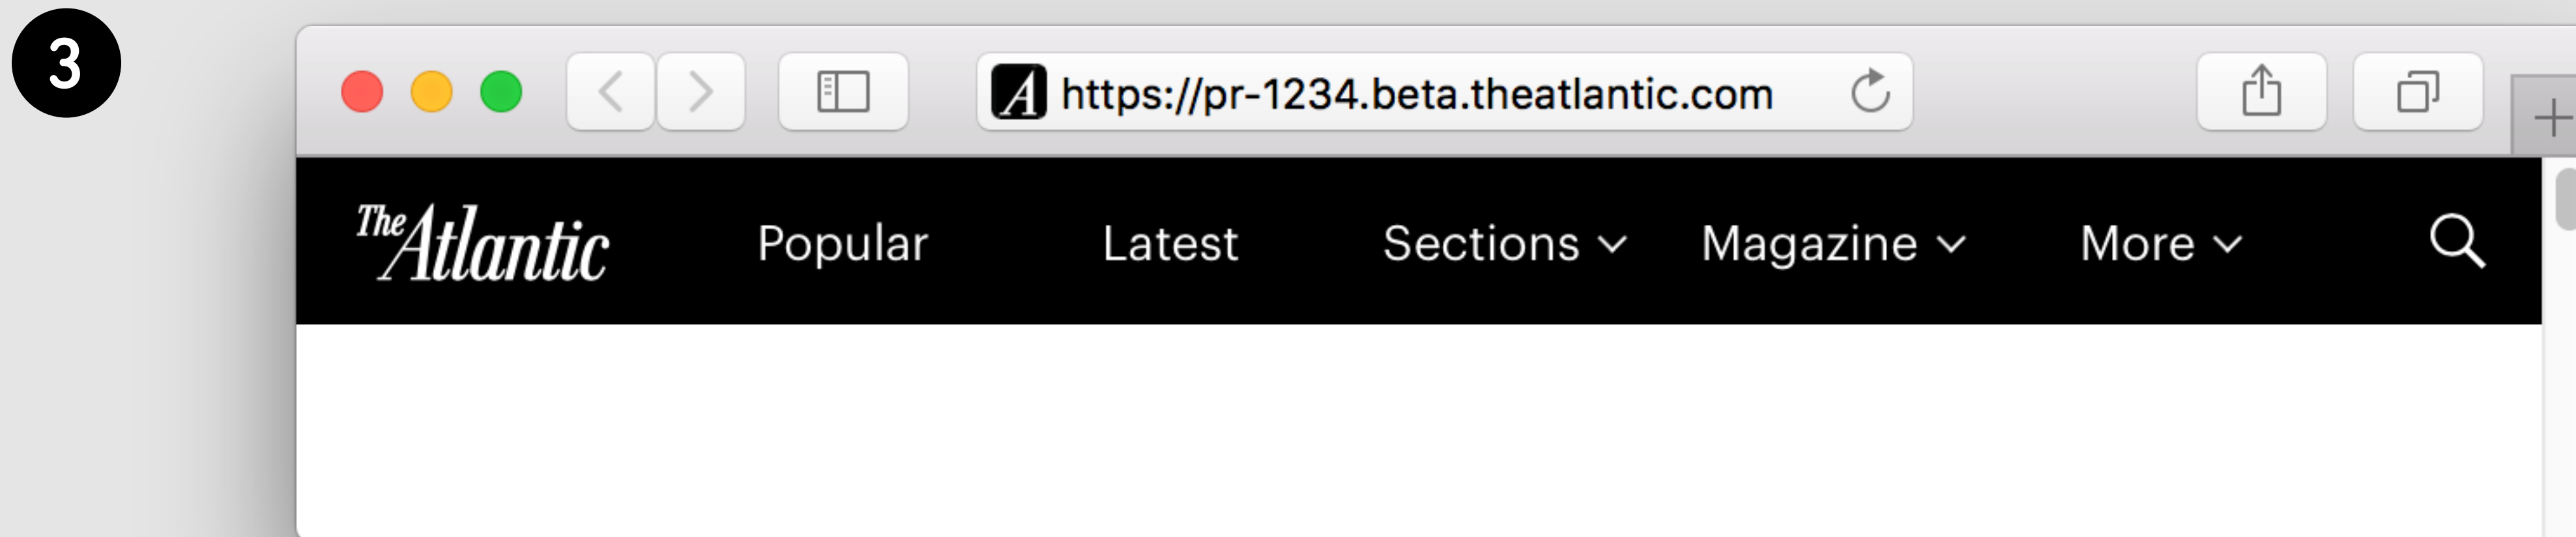 3
A https://pr-1234.beta.theatlantic.com
The Atlantic Popular Latest Sections Magazine More